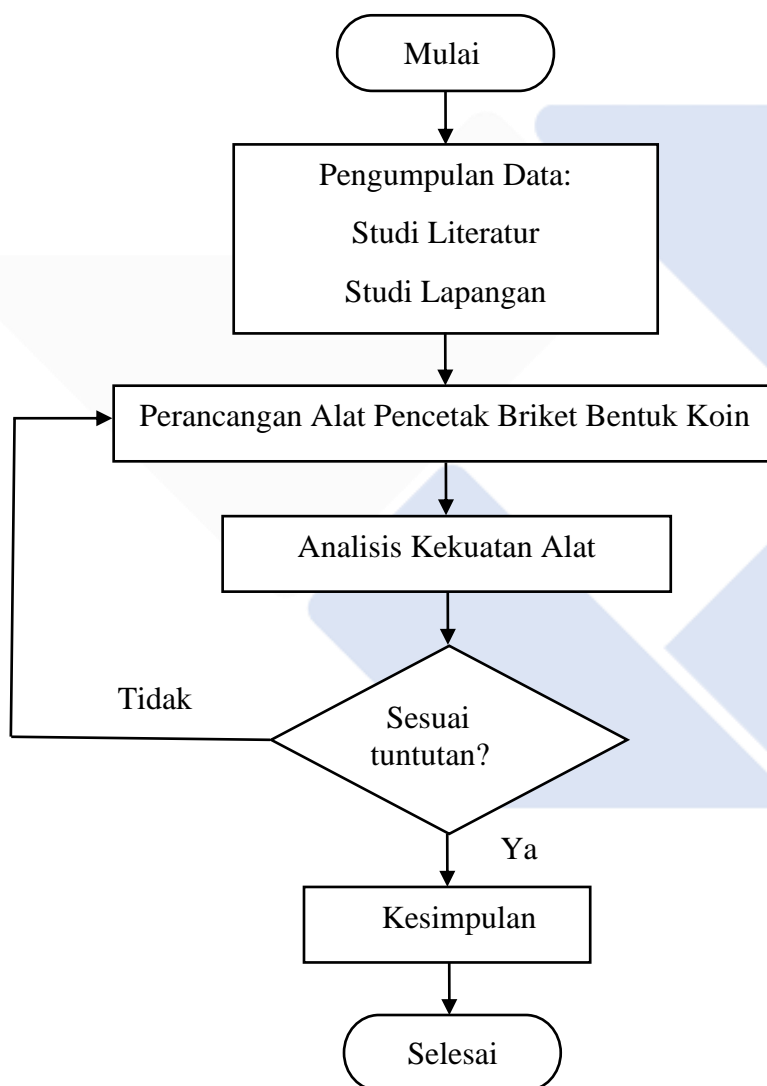 Mulai
Pengumpulan Data:
Studi Literatur
Studi Lapangan
Perancangan Alat Pencetak Briket Bentuk Koin
Analisis Kekuatan Alat
Tidak
Sesuai
tuntutan?
Ya
Kesimpulan
Selesai